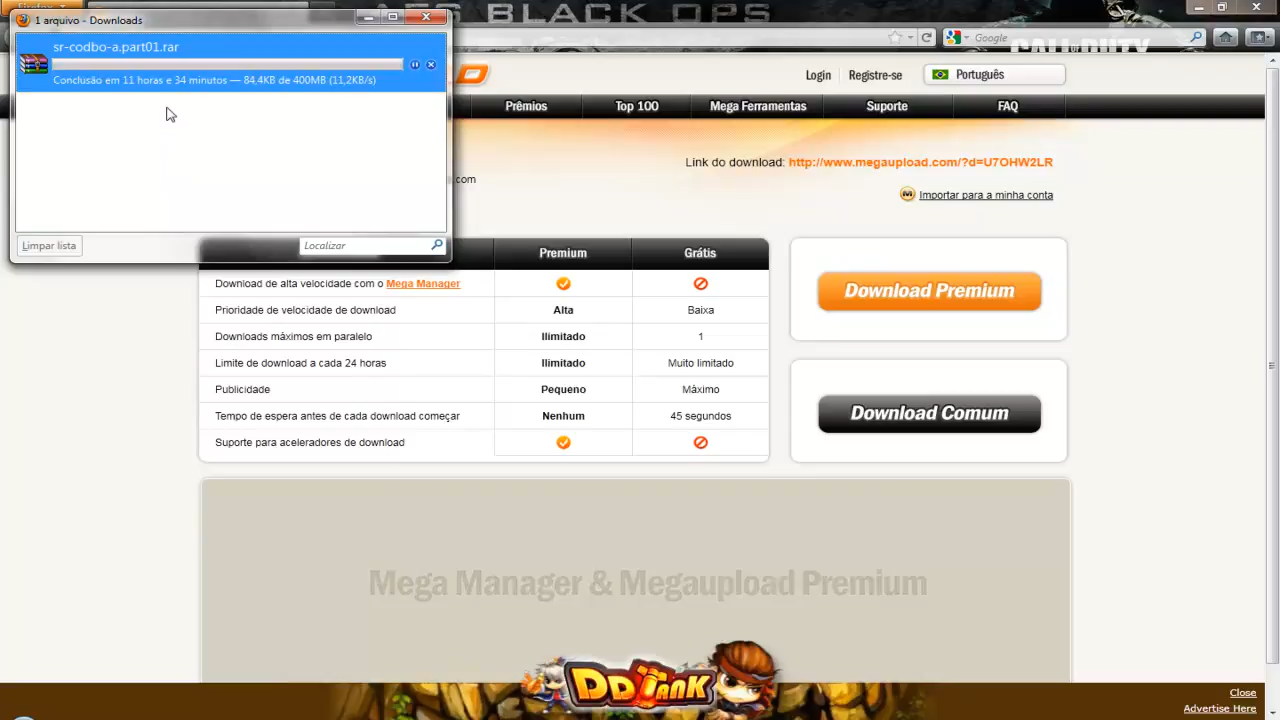 Firefox
AFS BLACK OPS
1 arquivo - Downloads
sr-codbo-a.part01.rar
Conclusão em 11 horas e 34 minutos — 84,4KB de 400MB (11,2KB/s)
Limpar lista
Localizar
Google
CALL OF DUTY
Login
Registre-se
Português
Prêmios
Top 100
Mega Ferramentas
Suporte
FAQ
Link do download: http://www.megaupload.com/?d=U7OHW2LR
.com
Importar para a minha conta
Premium
Grátis
Download de alta velocidade com o Mega Manager
Prioridade de velocidade de download
Alta
Baixa
Downloads máximos em paralelo
Ilimitado
1
Limite de download a cada 24 horas
Ilimitado
Muito limitado
Publicidade
Pequeno
Máximo
Tempo de espera antes de cada download começar
Nenhum
45 segundos
Suporte para aceleradores de download
Download Premium
Download Comum
Mega Manager & Megaupload Premium
DDTANK
Close
Advertise Here